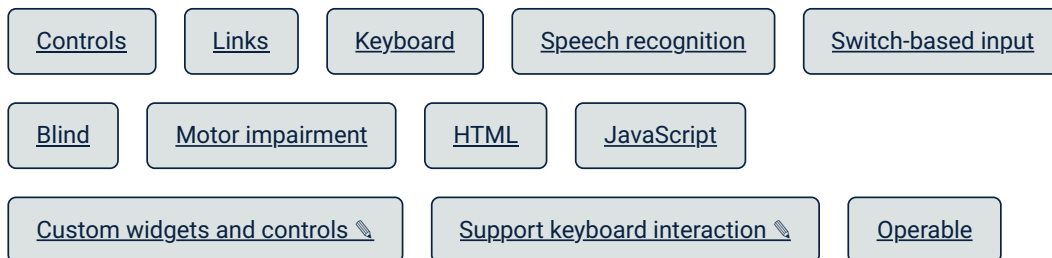 Controls Links Keyboard Speech recognition Switch-based input
Blind Motor impairment HTML JavaScript
Custom widgets and controls ✎ Support keyboard interaction ✎ Operable